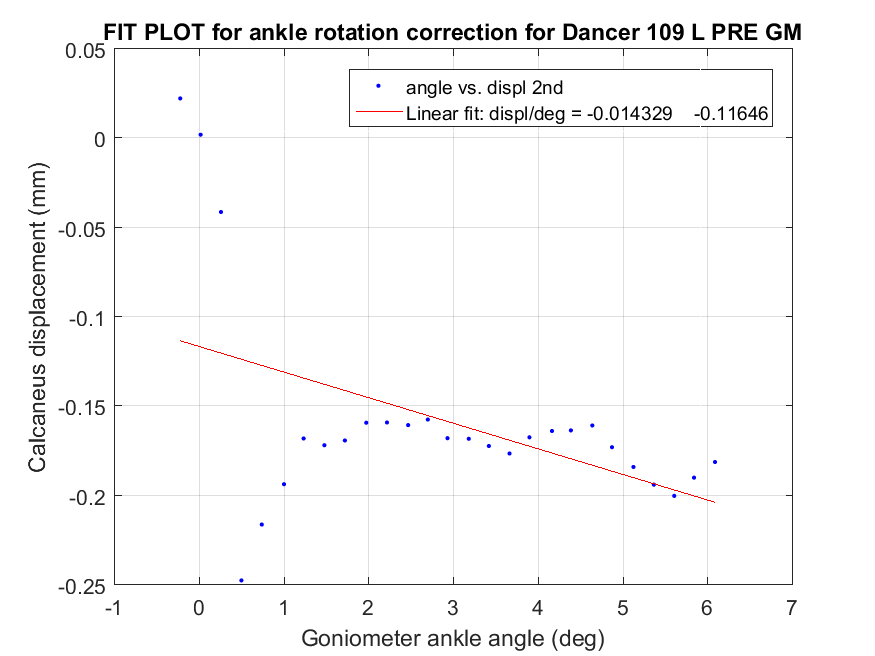 FIT PLOT for ankle rotation correction for Dancer 109 L PRE GM
0.05
0
-0.05
-0.1
-0.15
-0.2
-0.25
Calcaneus displacement (mm)
angle vs. displ 2nd
Linear fit: displ/deg = -0.014329 -0.11646
-1 0 1 2 3 4 5 6 7
Goniometer ankle angle (deg)